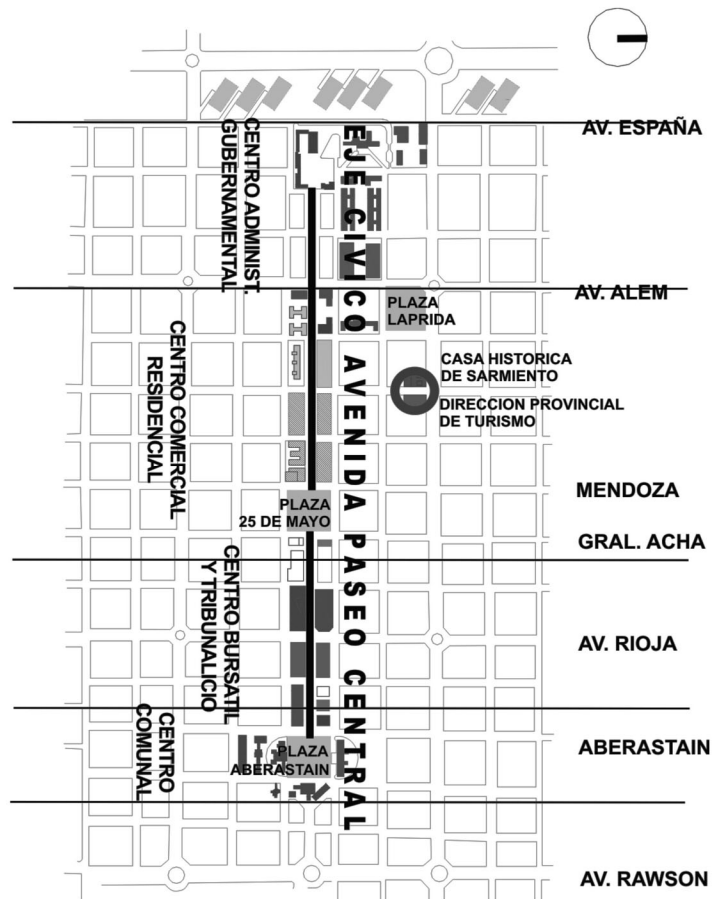 AV. ESPAÑA
CENTRO ADMINIST.
GUBERNAMENTAL
EJE CIVICO AVENIDA PASEO CENTRAL
AV. ALEM
PLAZA
LAPRIDA
CENTRO COMERCIAL
RESIDENCIAL
CASA HISTORICA
DE SARMIENTO
DIRECCION PROVINCIAL
DE TURISMO
MENDOZA
PLAZA
25 DE MAYO
GRAL. ACHA
CENTRO BURSATIL
Y TRIBUNALICIO
AV. RIOJA
CENTRO
COMUNAL
PLAZA
ABERASTAIN
ABERASTAIN
AV. RAWSON